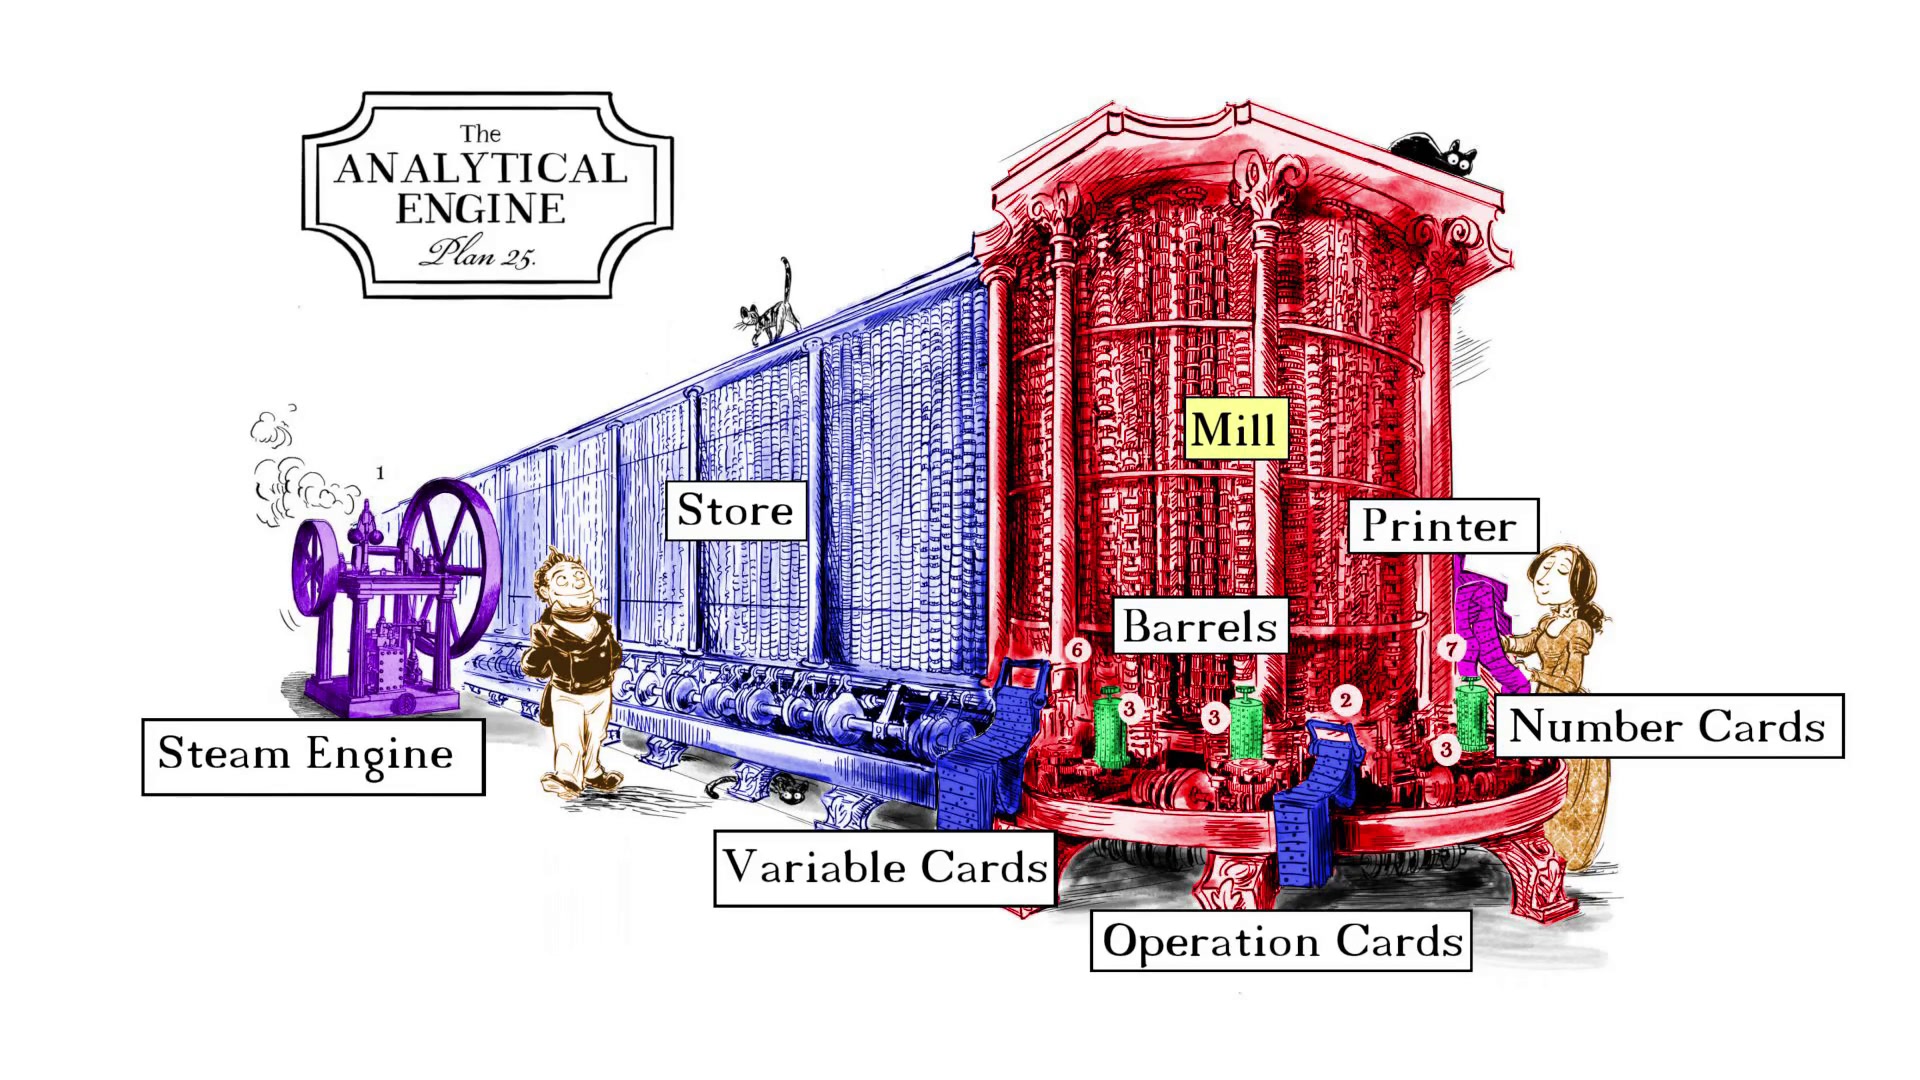 The
ANALYTICAL
ENGINE
Plan 25.
Mill
1
Store
Printer
Barrels
6
7
3
3
2
3
Steam Engine
Number Cards
Variable Cards
Operation Cards